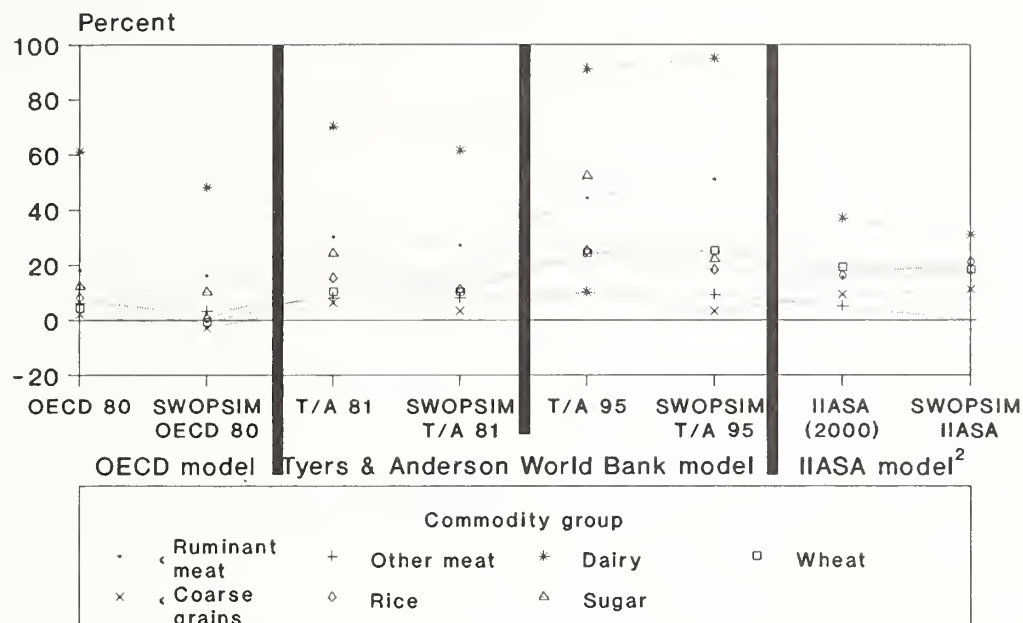 Percent
100
80
60
40
20
0
-20
OECD 80 SWOPSIM OECD 80 T/A 81 SWOPSIM T/A 81 T/A 95 SWOPSIM T/A 95 IIASA (2000) SWOPSIM IIASA
OECD model Tyers & Anderson World Bank model IIASA model²
Commodity group
Ruminant meat Other meat Dairy Wheat
Coarse grains Rice Sugar